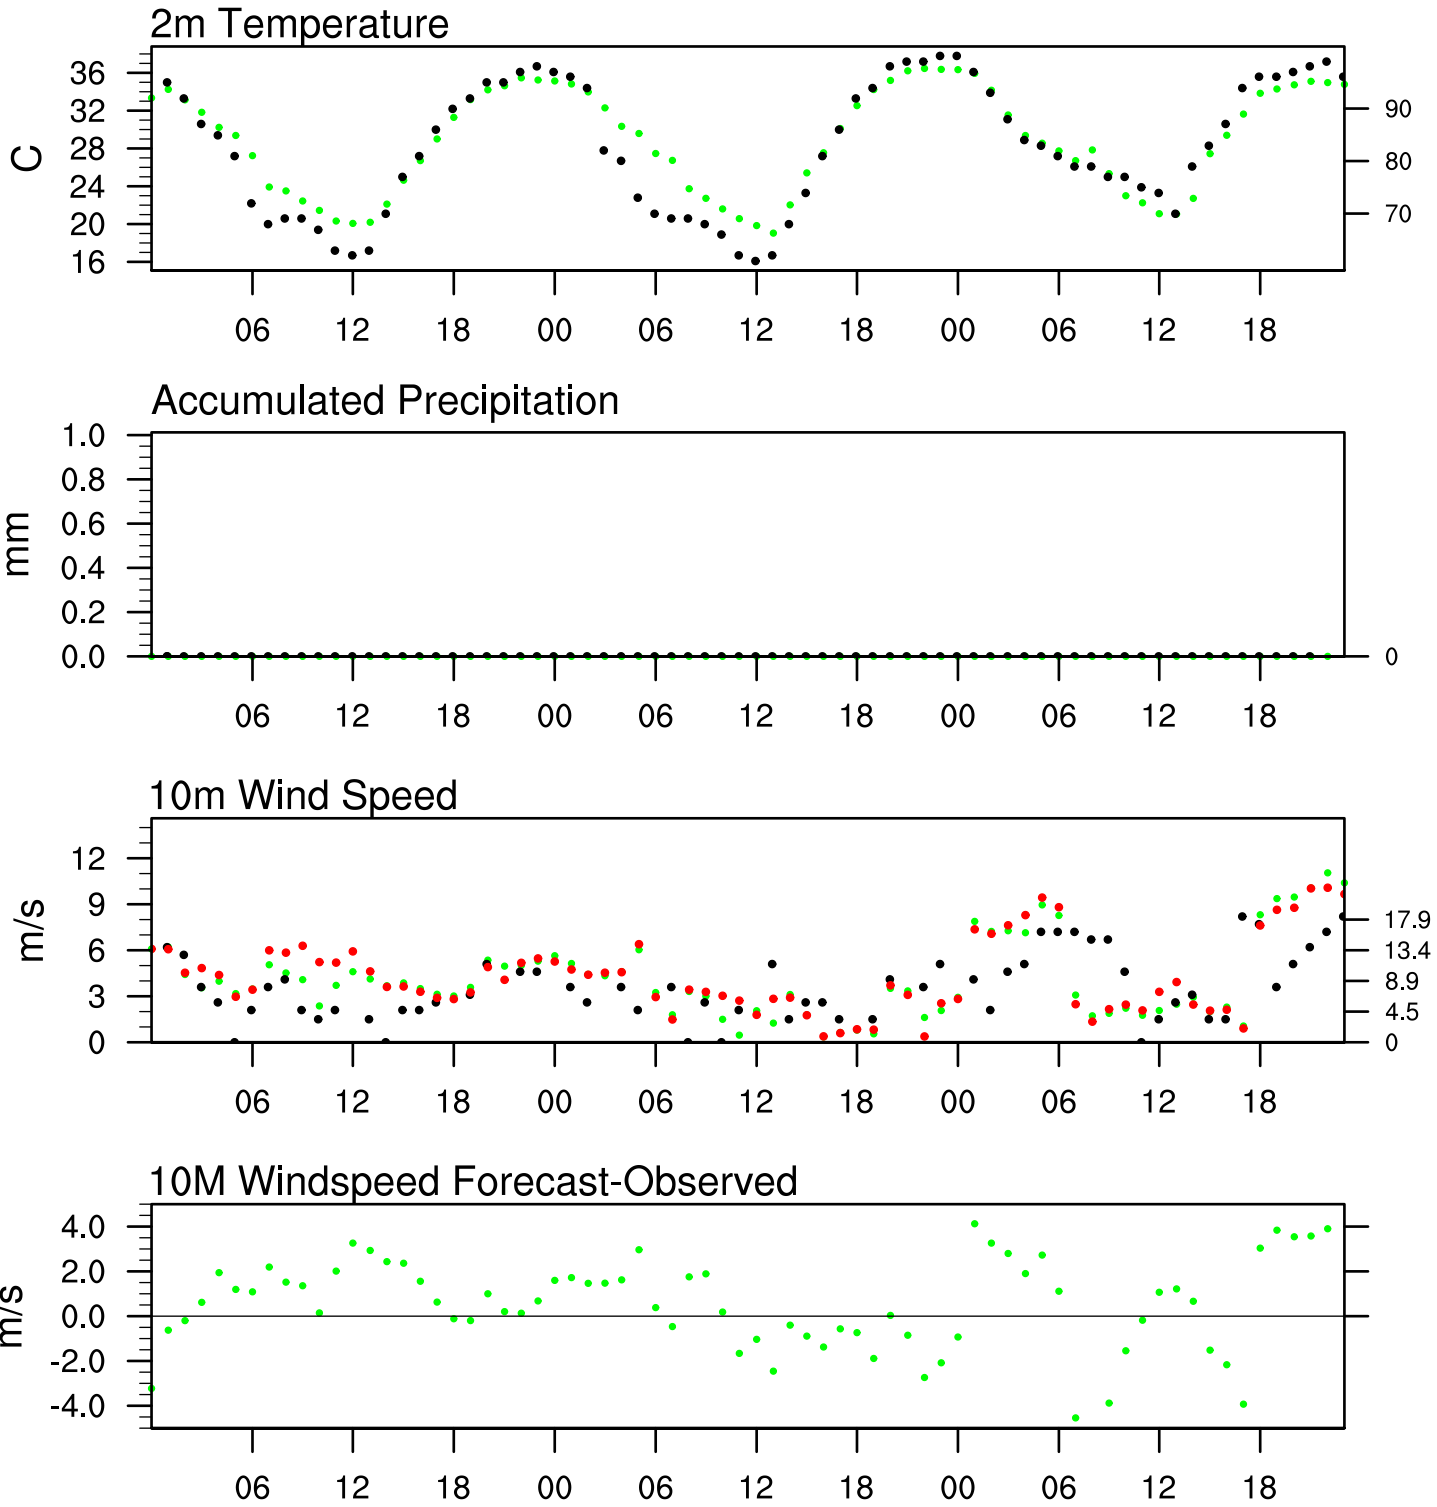 2m Temperature
36
32
28
24
20
16
C
90
80
70
06 12 18 00 06 12 18 00 06 12 18
Accumulated Precipitation
1.0
0.8
0.6
0.4
0.2
0.0
mm
0
06 12 18 00 06 12 18 00 06 12 18
10m Wind Speed
12
9
6
3
0
m/s
17.9
13.4
8.9
4.5
0
06 12 18 00 06 12 18 00 06 12 18
10M Windspeed Forecast-Observed
4.0
2.0
0.0
-2.0
-4.0
m/s
06 12 18 00 06 12 18 00 06 12 18